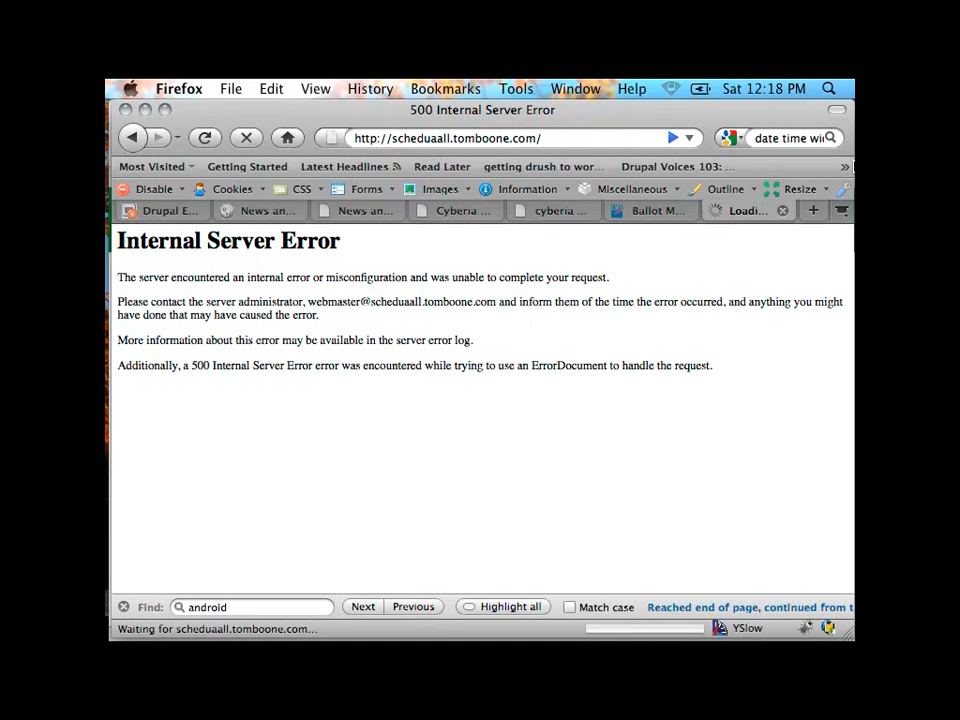 Firefox File Edit View History Bookmarks Tools Window Help Sat 12:18 PM
500 Internal Server Error
http://scheduaall.tomboone.com/ date time wi
Most Visited Getting Started Latest Headlines Read Later getting drush to wor... Drupal Voices 103: ... »
Disable Cookies CSS Forms Images Information Miscellaneous Outline Resize
Drupal E... News an... News an... Cyberia ... cyberia ... Ballot M... Loadi... +
Internal Server Error
The server encountered an internal error or misconfiguration and was unable to complete your request.
Please contact the server administrator, webmaster@scheduaall.tomboone.com and inform them of the time the error occurred, and anything you might
have done that may have caused the error.
More information about this error may be available in the server error log.
Additionally, a 500 Internal Server Error error was encountered while trying to use an ErrorDocument to handle the request.
Find: android Next Previous Highlight all Match case Reached end of page, continued from t
Waiting for scheduaall.tomboone.com... YSlow